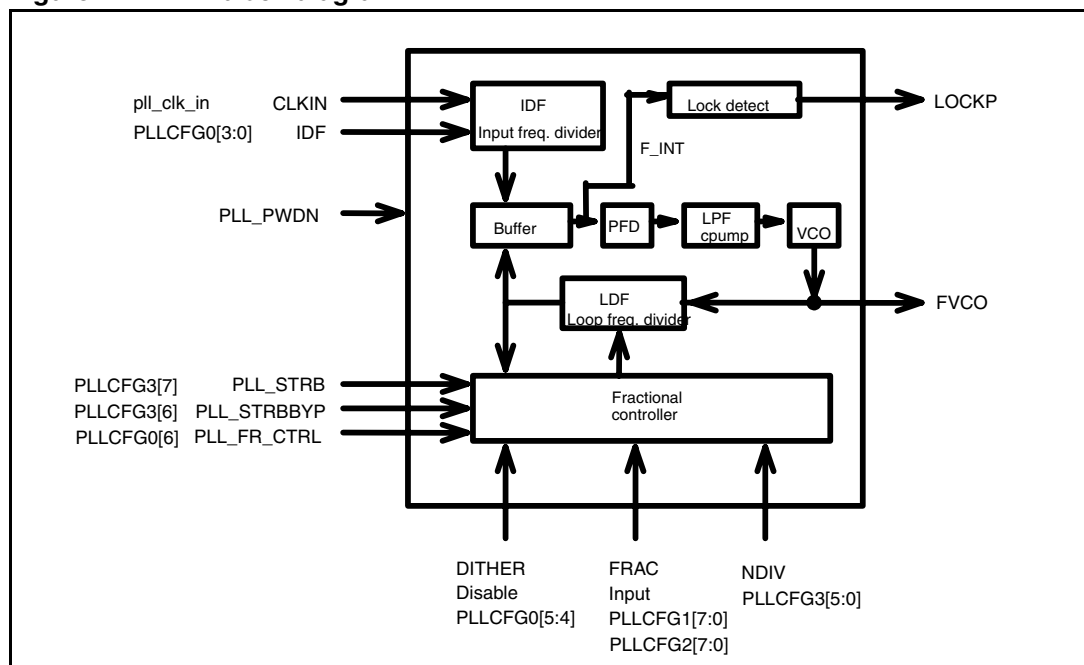 pll_clk_in CLKIN
PLLCFG0[3:0] IDF
IDF
Input freq. divider
Lock detect
LOCKP
F_INT
PLL_PWDN
Buffer
PFD
LPF
cpump
VCO
LDF
Loop freq. divider
FVCO
PLLCFG3[7] PLL_STRB
PLLCFG3[6] PLL_STRBBYP
PLLCFG0[6] PLL_FR_CTRL
Fractional
controller
DITHER
Disable
PLLCFG0[5:4]
FRAC
Input
PLLCFG1[7:0]
PLLCFG2[7:0]
NDIV
PLLCFG3[5:0]